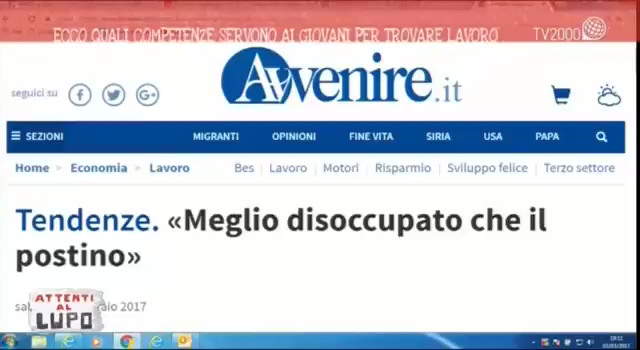 ECCO QUALI COMPETENZE SERVONO AI GIOVANI PER TROVARE LAVORO
TV2000
Avvenire.it
seguici su
SEZIONI MIGRANTI OPINIONI FINE VITA SIRIA USA PAPA
Home > Economia > Lavoro Bes | Lavoro | Motori | Risparmio | Sviluppo felice | Terzo settore
Tendenze. «Meglio disoccupato che il
postino»
2017
ATTENTI
AL
LUPO